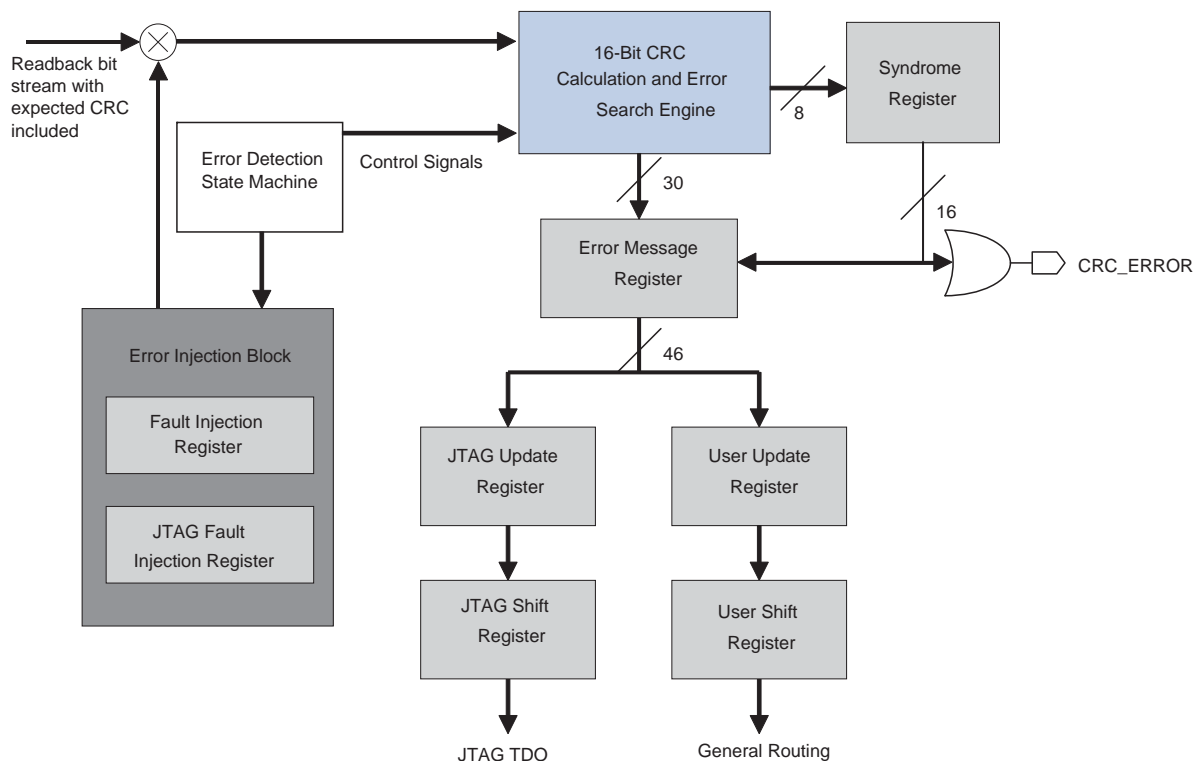 Readback bit
stream with
expected CRC
included
16-Bit CRC
Calculation and Error
Search Engine
8
Syndrome
Register
Error Detection
State Machine
Control Signals
30
16
Error Message
Register
CRC_ERROR
46
Error Injection Block
Fault Injection
Register
JTAG Fault
Injection Register
JTAG Update
Register
User Update
Register
JTAG Shift
Register
User Shift
Register
JTAG TDO
General Routing